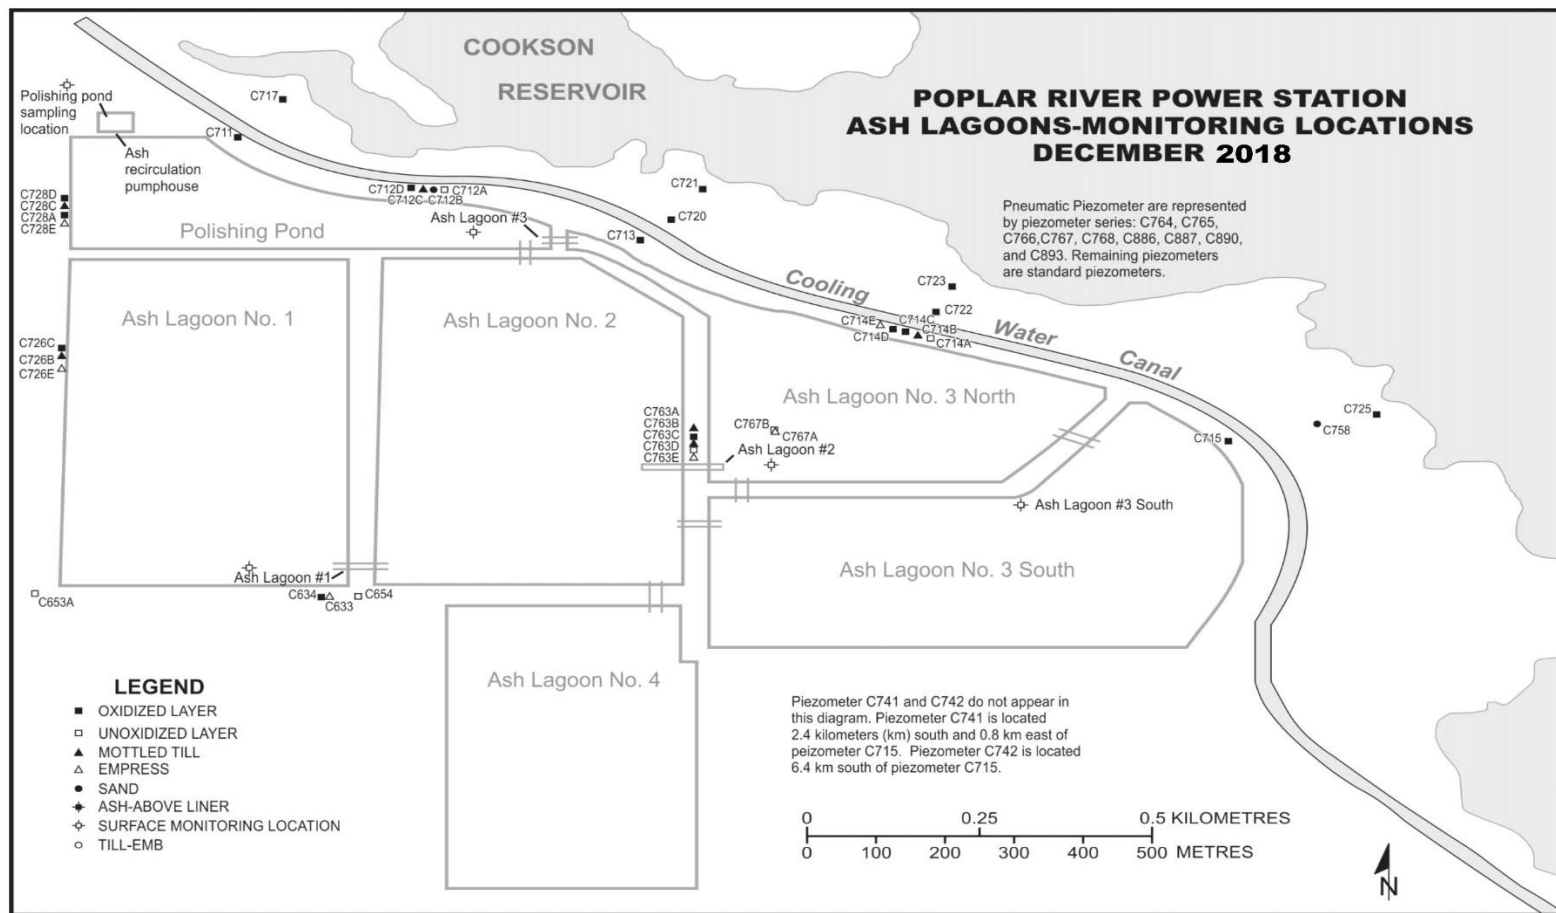 COOKSON
RESERVOIR
POPLAR RIVER POWER STATION
ASH LAGOONS-MONITORING LOCATIONS
DECEMBER 2018
Pneumatic Piezometer are represented
by piezometer series: C764, C765,
C766,C767, C768, C886, C887, C890,
and C893. Remaining piezometers
are standard piezometers.
Polishing pond
sampling
location
Ash
recirculation
pumphouse
C717
C711
C728D
C728C
C728A
C728E
C712D
C712C
C712B
C712A
Ash Lagoon #3
Polishing Pond
C721
C720
C713
C723
C722
C714E
C714D
C714C
C714B
C714A
Cooling
Water
Canal
Ash Lagoon No. 1
Ash Lagoon No. 2
Ash Lagoon No. 3 North
C726C
C726B
C726E
C763A
C763B
C763C
C763D
C763E
C767B
C767A
Ash Lagoon #2
C725
C758
C715
Ash Lagoon #3 South
Ash Lagoon No. 3 South
Ash Lagoon #1
C653A
C634
C633
C654
Ash Lagoon No. 4
LEGEND
OXIDIZED LAYER
UNOXIDIZED LAYER
MOTTLED TILL
EMPRESS
SAND
ASH-ABOVE LINER
SURFACE MONITORING LOCATION
TILL-EMB
Piezometer C741 and C742 do not appear in
this diagram. Piezometer C741 is located
2.4 kilometers (km) south and 0.8 km east of
peizometer C715. Piezometer C742 is located
6.4 km south of piezometer C715.
0 0.25 0.5 KILOMETRES
0 100 200 300 400 500 METRES
N